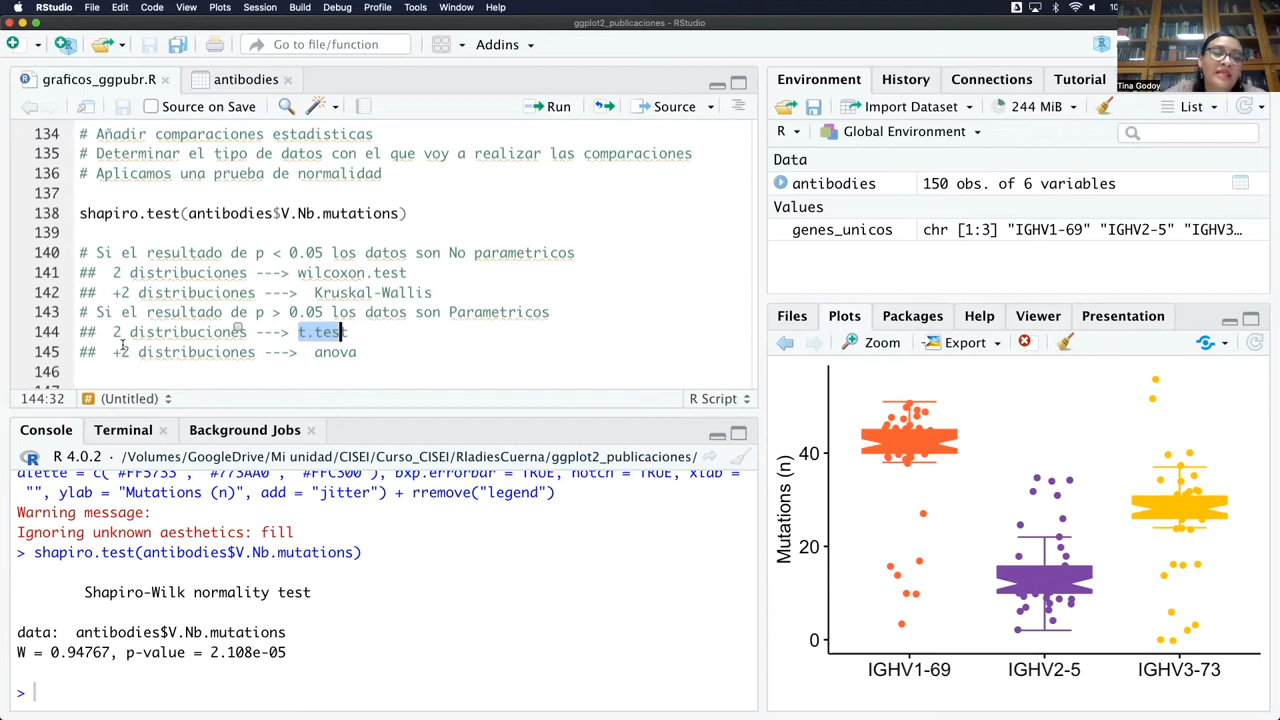 RStudio File Edit Code View Plots Session Build Debug Profile Tools Window Help
ggplot2_publicaciones - RStudio
Go to file/function Addins
Tina Godoy
graficos_ggpubr.R antibodies
Source on Save Run Source
134 # Añadir comparaciones estadisticas
135 # Determinar el tipo de datos con el que voy a realizar las comparaciones
136 # Aplicamos una prueba de normalidad
137
138 shapiro.test(antibodies$V.Nb.mutations)
139
140 # Si el resultado de p < 0.05 los datos son No parametricos
141 ## 2 distribuciones ---> wilcoxon.test
142 ## +2 distribuciones ---> Kruskal-Wallis
143 # Si el resultado de p > 0.05 los datos son Parametricos
144 ## 2 distribuciones ---> t.test
145 ## +2 distribuciones ---> anova
146
144:32 # (Untitled) R Script
Console Terminal Background Jobs
R 4.0.2 · /Volumes/GoogleDrive/Mi unidad/CISEI/Curso_CISEI/RladiesCuerna/ggplot2_publicaciones/
alette = c("#FF5733", "#773AA0", "#FFC300"), bxp.errorbar = TRUE, notch = TRUE, xlab =
"", ylab = "Mutations (n)", add = "jitter") + rremove("legend")
Warning message:
Ignoring unknown aesthetics: fill
> shapiro.test(antibodies$V.Nb.mutations)
Shapiro-Wilk normality test
data: antibodies$V.Nb.mutations
W = 0.94767, p-value = 2.108e-05
>
Environment History Connections Tutorial
Import Dataset 244 MiB List
R Global Environment
Data
antibodies 150 obs. of 6 variables
Values
genes_unicos chr [1:3] "IGHV1-69" "IGHV2-5" "IGHV3…
Files Plots Packages Help Viewer Presentation
Zoom Export
Mutations (n)
40
20
0
IGHV1-69 IGHV2-5 IGHV3-73